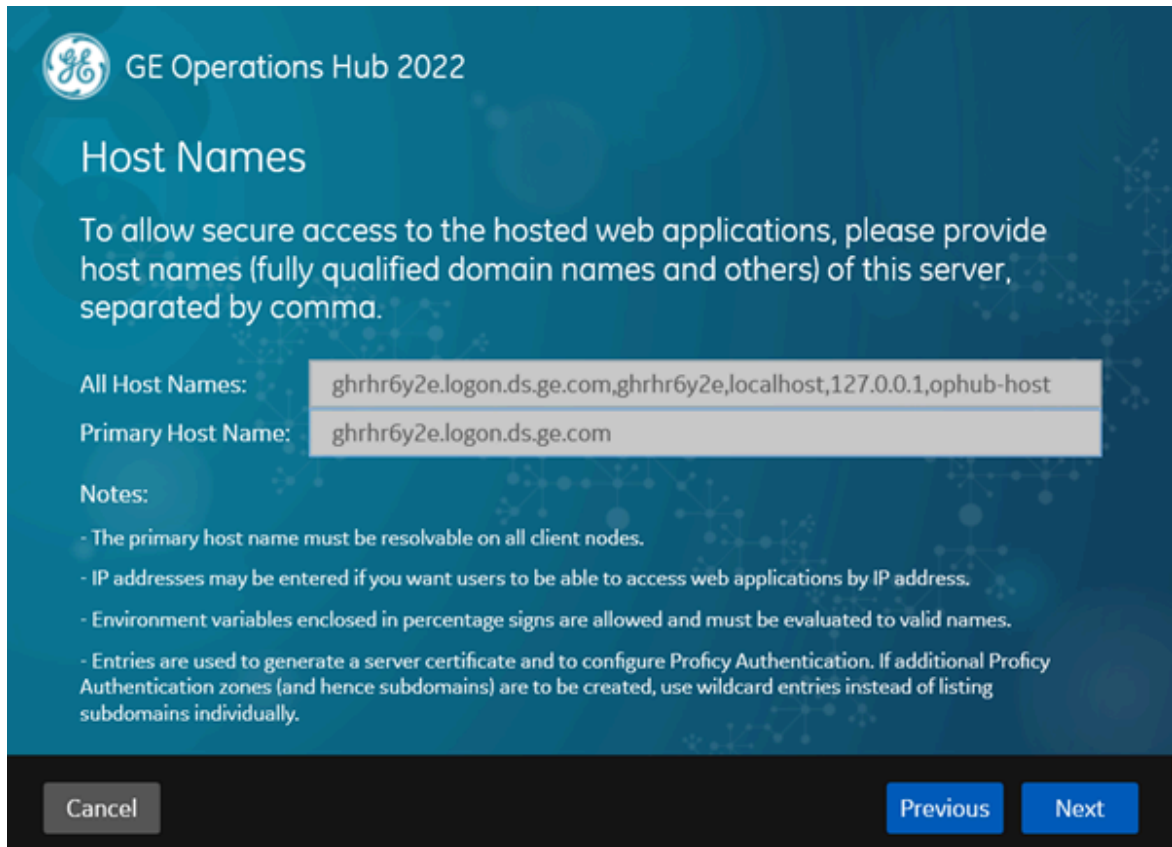 GE Operations Hub 2022
Host Names
To allow secure access to the hosted web applications, please provide
host names (fully qualified domain names and others) of this server,
separated by comma.
All Host Names: ghrhr6y2e.logon.ds.ge.com,ghrhr6y2e,localhost,127.0.0.1,ophub-host
Primary Host Name: ghrhr6y2e.logon.ds.ge.com
Notes:
- The primary host name must be resolvable on all client nodes.
- IP addresses may be entered if you want users to be able to access web applications by IP address.
- Environment variables enclosed in percentage signs are allowed and must be evaluated to valid names.
- Entries are used to generate a server certificate and to configure Proficy Authentication. If additional Proficy
Authentication zones (and hence subdomains) are to be created, use wildcard entries instead of listing
subdomains individually.
Cancel Previous Next